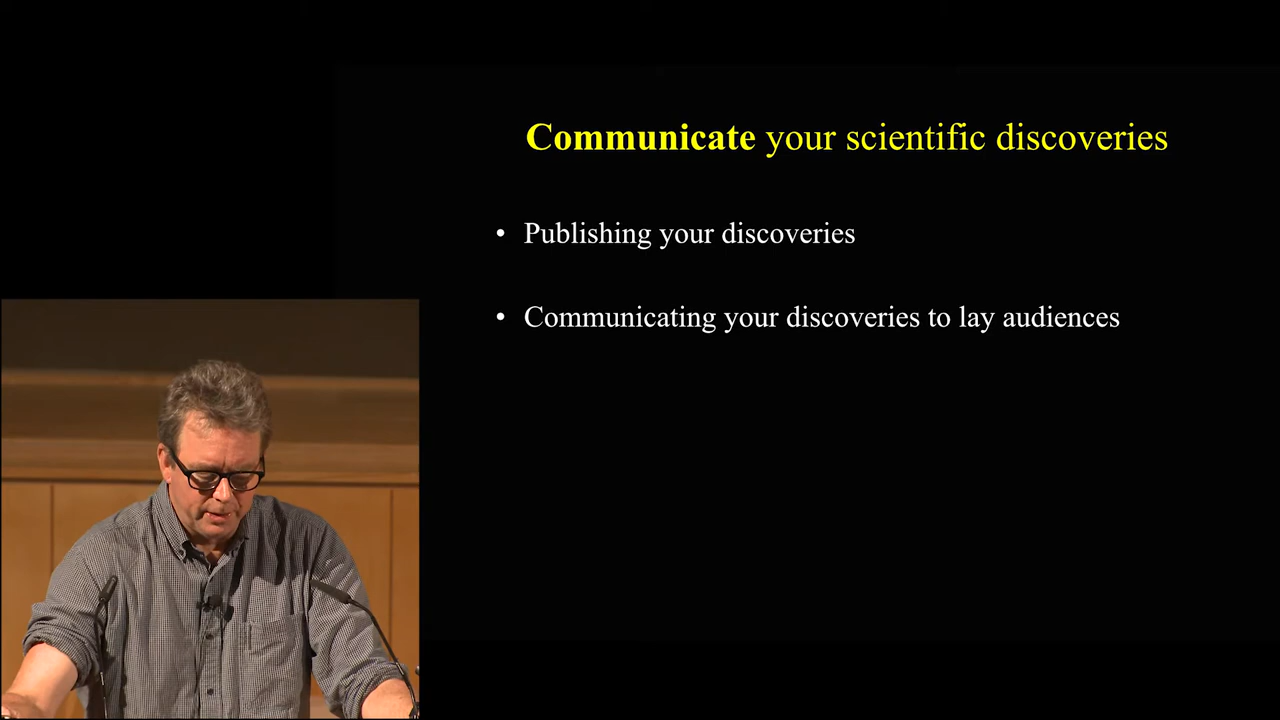 Communicate your scientific discoveries
• Publishing your discoveries
• Communicating your discoveries to lay audiences